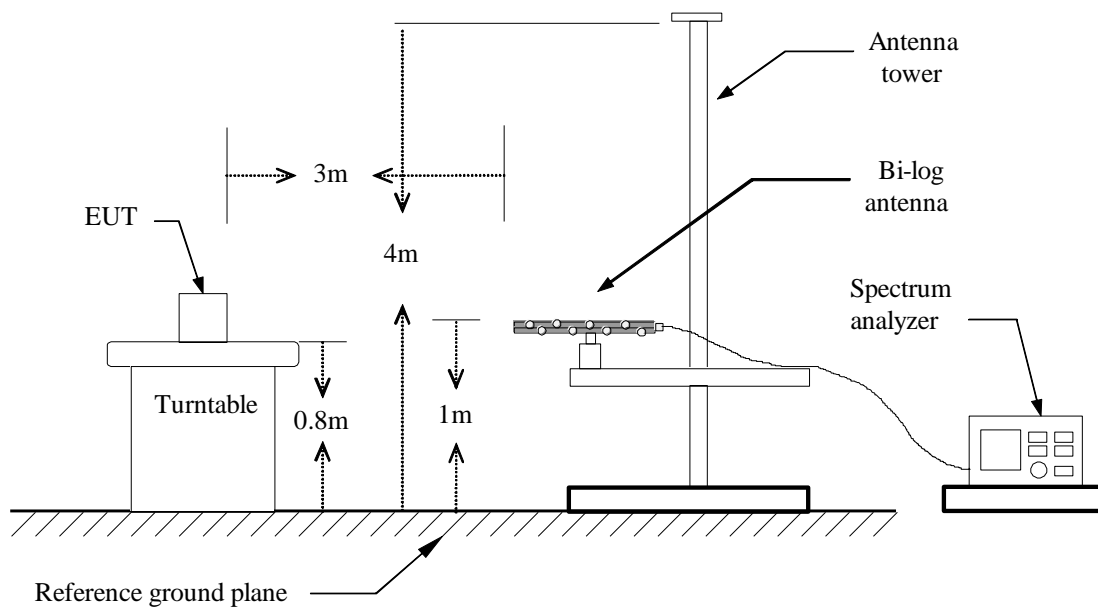 Antenna
tower
3m
Bi-log
antenna
EUT
4m
Spectrum
analyzer
Turntable
0.8m
1m
Reference ground plane